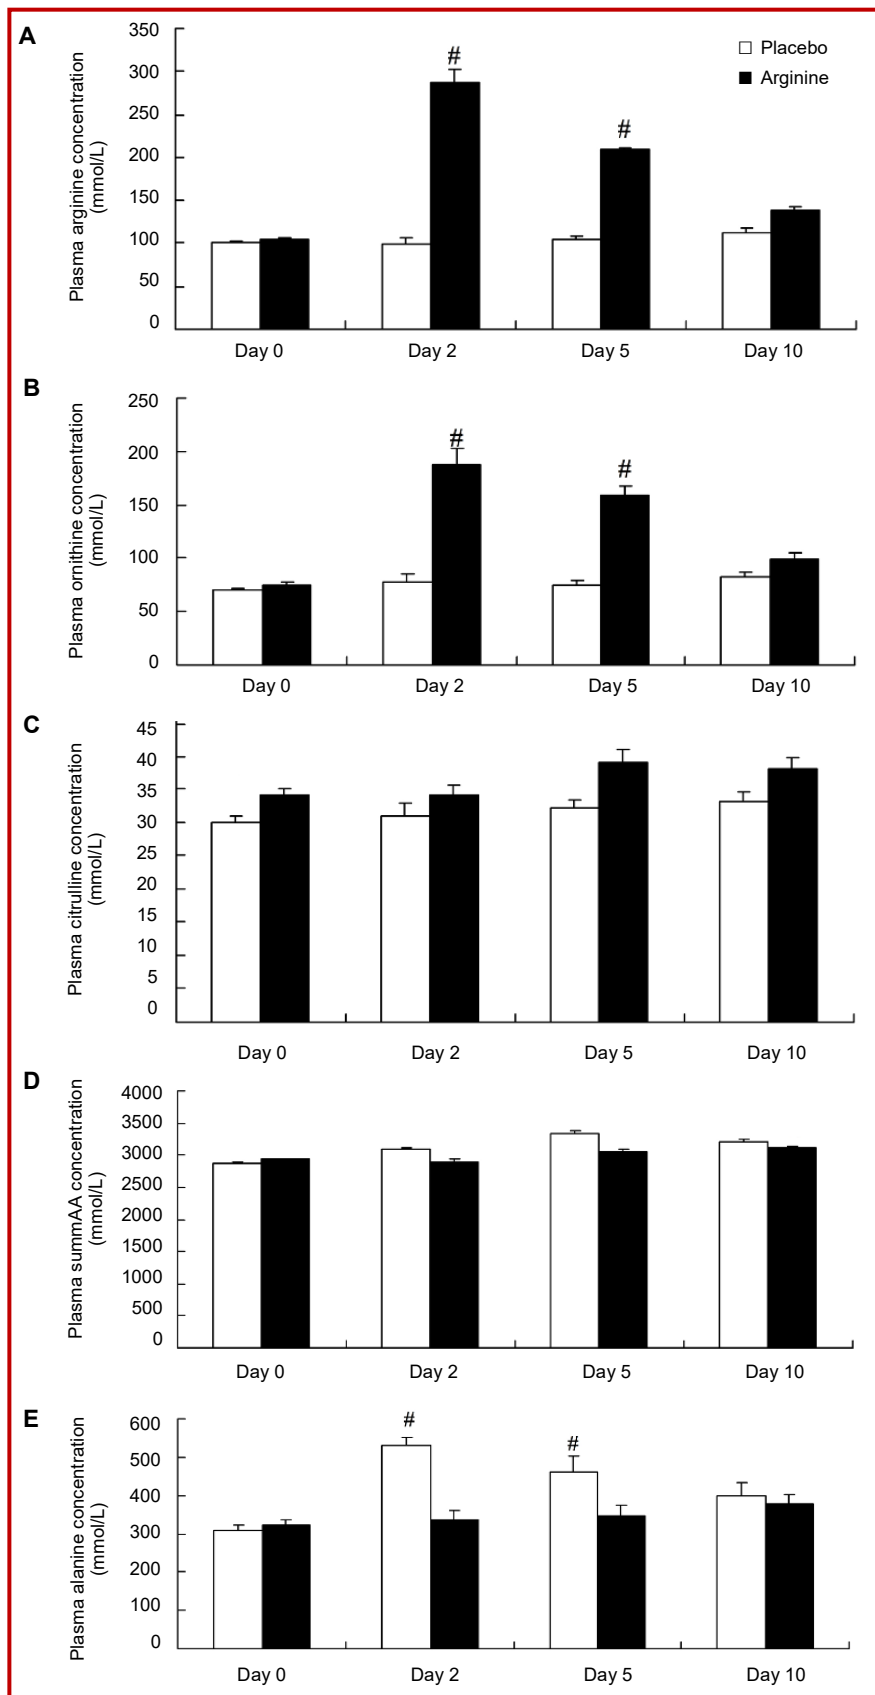 A
Plasma arginine concentration
(mmol/L)
350
300
250
200
150
100
50
0
#
#
Placebo
Arginine
Day 0 Day 2 Day 5 Day 10
B
Plasma ornithine concentration
(mmol/L)
250
200
150
100
50
0
#
#
Day 0 Day 2 Day 5 Day 10
C
Plasma citrulline concentration
(mmol/L)
45
40
35
30
25
20
15
10
5
0
Day 0 Day 2 Day 5 Day 10
D
Plasma summAA concentration
(mmol/L)
4000
3500
3000
2500
2000
1500
1000
500
0
Day 0 Day 2 Day 5 Day 10
E
Plasma alanine concentration
(mmol/L)
600
500
400
300
200
100
0
#
#
Day 0 Day 2 Day 5 Day 10